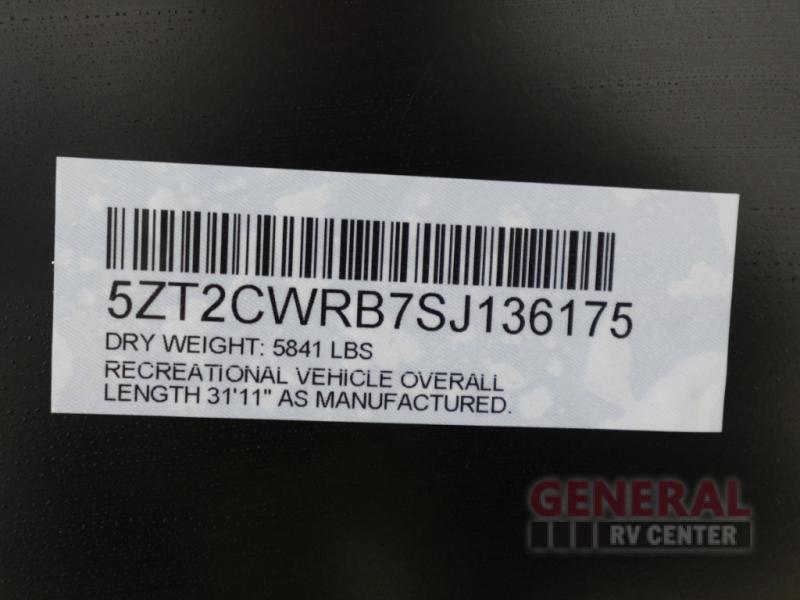 5ZT2CWRB7SJ136175
DRY WEIGHT: 5841 LBS
RECREATIONAL VEHICLE OVERALL
LENGTH 31'11" AS MANUFACTURED.
GENERAL
RV CENTER